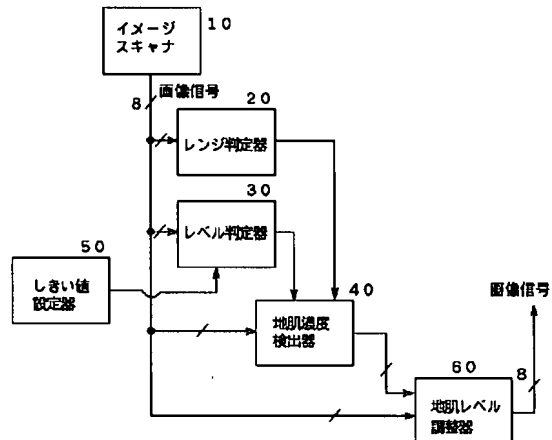 イメージ
スキャナ
10
8
画像信号
20
レンジ判定器
30
レベル判定器
50
しきい値
設定器
40
地肌濃度
検出器
画像信号
8
60
地肌レベル
調整器